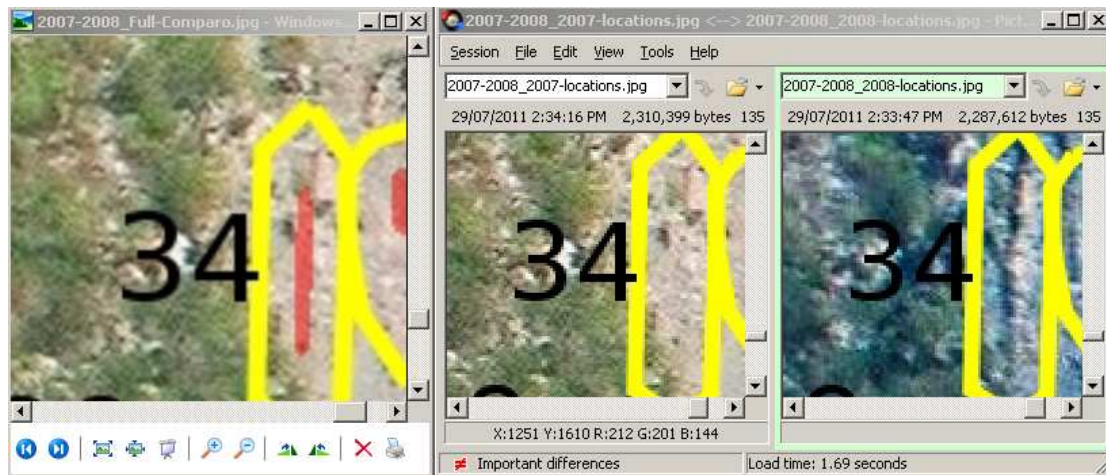 2007-2008_Full-Comparo.jpg - Windows...
34
2007-2008_2007-locations.jpg <--> 2007-2008_2008-locations.jpg - Pict...
Session File Edit View Tools Help
2007-2008_2007-locations.jpg
29/07/2011 2:34:16 PM 2,310,399 bytes 135
34
X:1251 Y:1610 R:212 G:201 B:144
2007-2008_2008-locations.jpg
29/07/2011 2:33:47 PM 2,287,612 bytes 135
34
Important differences
Load time: 1.69 seconds